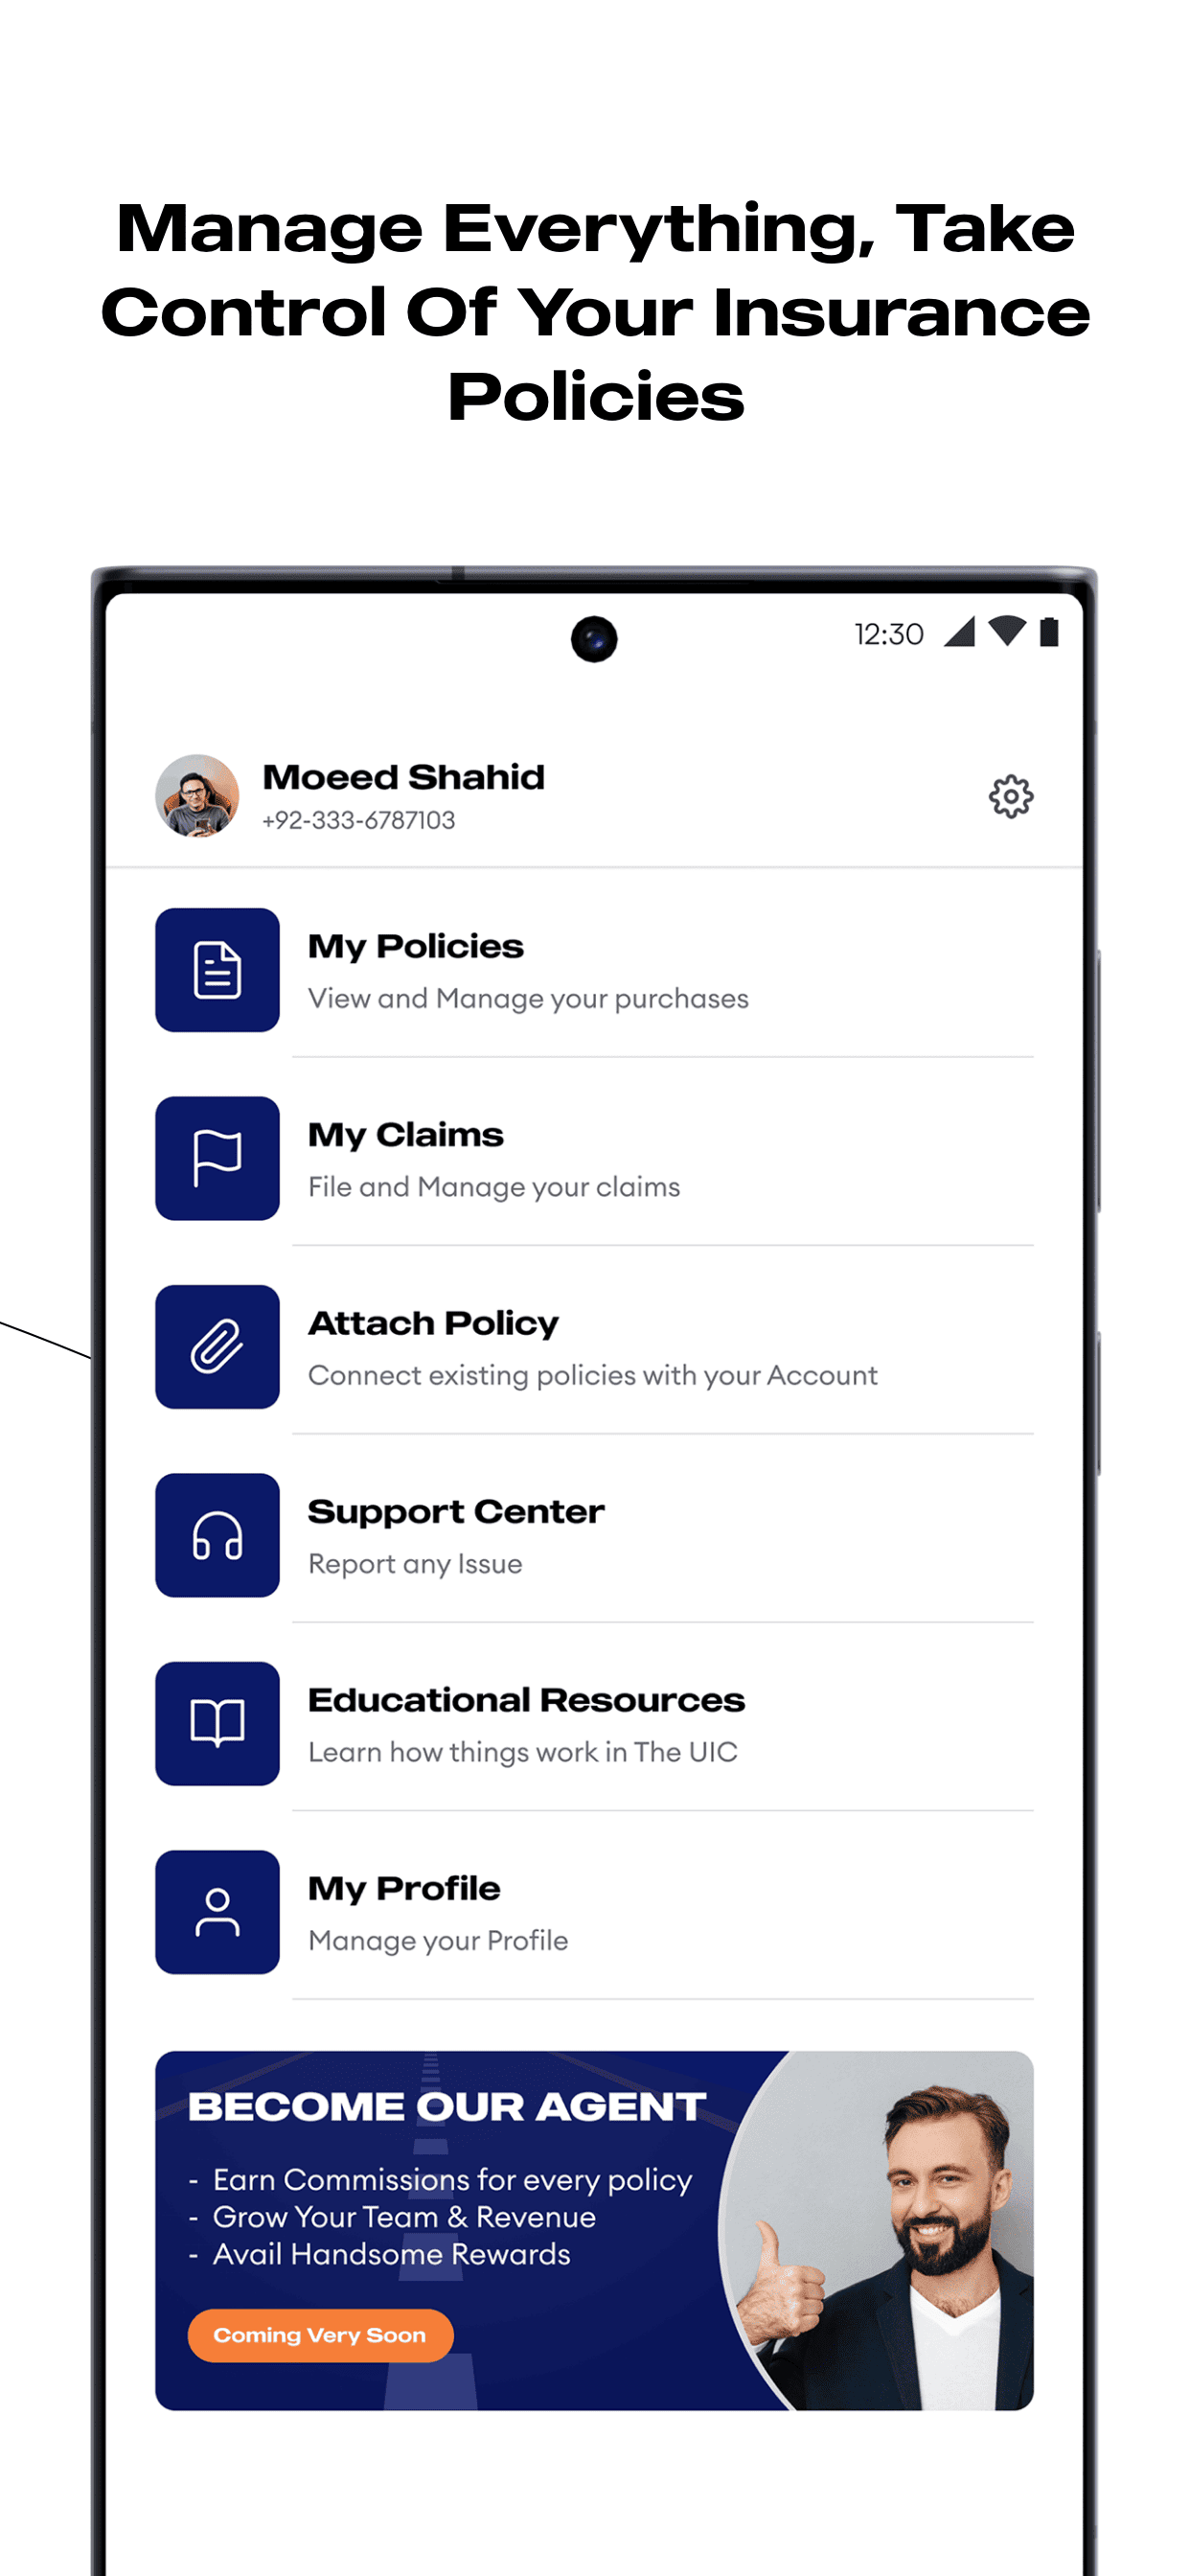 Manage Everything, Take
Control Of Your Insurance
Policies
12:30
Moeed Shahid
+92-333-6787103
My Policies
View and Manage your purchases
My Claims
File and Manage your claims
Attach Policy
Connect existing policies with your Account
Support Center
Report any Issue
Educational Resources
Learn how things work in The UIC
My Profile
Manage your Profile
BECOME OUR AGENT
- Earn Commissions for every policy
- Grow Your Team & Revenue
- Avail Handsome Rewards
Coming Very Soon